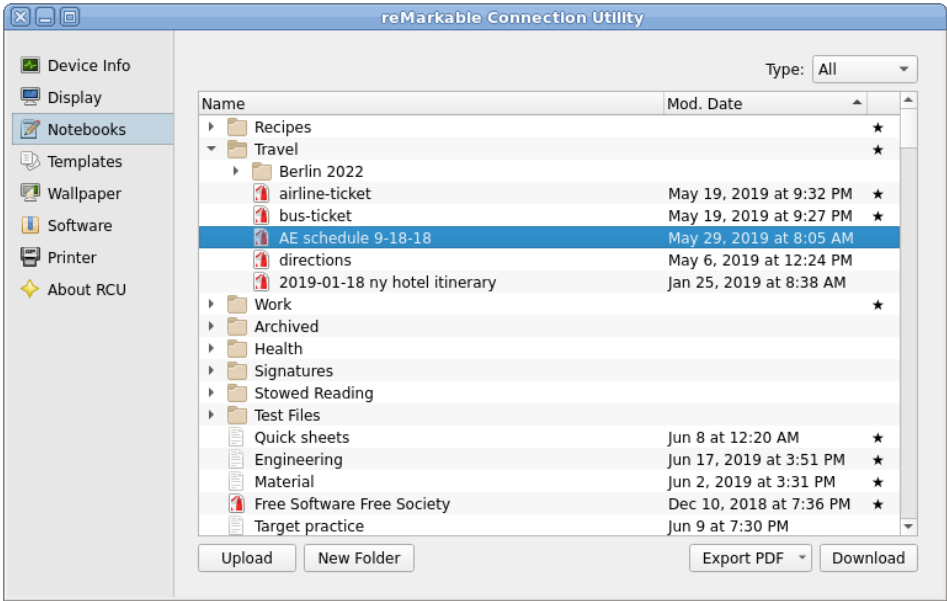 reMarkable Connection Utility
Device Info
Display
Notebooks
Templates
Wallpaper
Software
Printer
About RCU
Type: All
Name Mod. Date
Recipes ★
Travel ★
Berlin 2022
airline-ticket May 19, 2019 at 9:32 PM ★
bus-ticket May 19, 2019 at 9:27 PM ★
AE schedule 9-18-18 May 29, 2019 at 8:05 AM
directions May 6, 2019 at 12:24 PM
2019-01-18 ny hotel itinerary Jan 25, 2019 at 8:38 AM
Work ★
Archived
Health
Signatures
Stowed Reading
Test Files
Quick sheets Jun 8 at 12:20 AM ★
Engineering Jun 17, 2019 at 3:51 PM ★
Material Jun 2, 2019 at 3:31 PM ★
Free Software Free Society Dec 10, 2018 at 7:36 PM ★
Target practice Jun 9 at 7:30 PM
Upload New Folder Export PDF Download